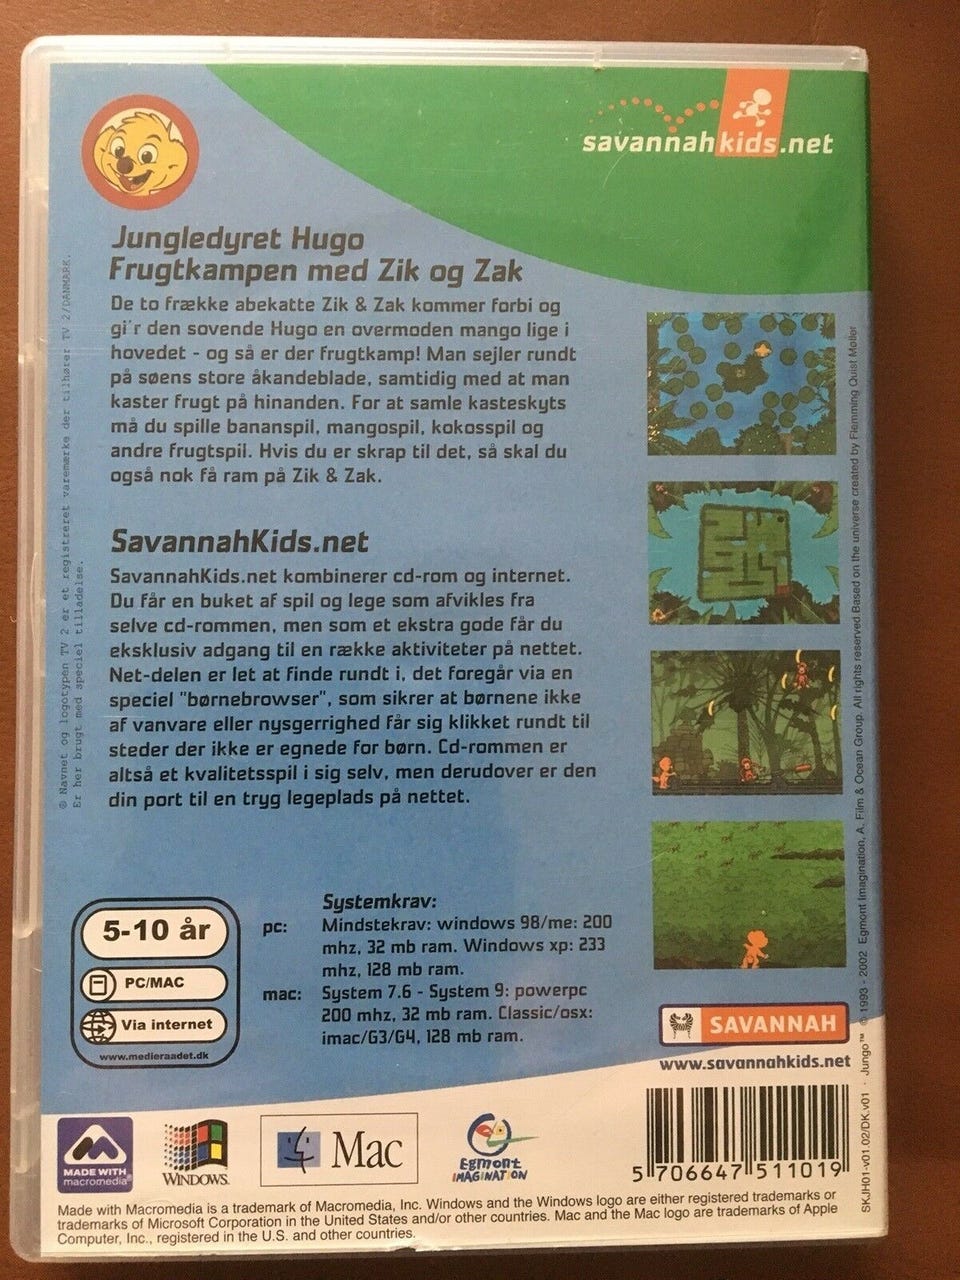 savannahkids.net
Jungledyret Hugo
Frugtkampen med Zik og Zak
De to frække abekatte Zik & Zak kommer forbi og
gi'r den sovende Hugo en overmoden mango lige i
hovedet - og så er der frugtkamp! Man sejler rundt
på søens store åkandeblade, samtidig med at man
kaster frugt på hinanden. For at samle kasteskyts
må du spille bananspil, mangospil, kokosspil og
andre frugtspil. Hvis du er skrap til det, så skal du
også nok få ram på Zik & Zak.
SavannahKids.net
SavannahKids.net kombinerer cd-rom og internet.
Du får en buket af spil og lege som afvikles fra
selve cd-rommen, men som et ekstra gode får du
eksklusiv adgang til en række aktiviteter på nettet.
Net-delen er let at finde rundt i, det foregår via en
speciel "børnebrowser", som sikrer at børnene ikke
af vanvare eller nysgerrighed får sig klikket rundt til
steder der ikke er egnede for børn. Cd-rommen er
altså et kvalitetsspil i sig selv, men derudover er den
din port til en tryg legeplads på nettet.
© Navnet og logotypen TV 2 er et registreret varemærke der tilhører TV 2/DANMARK.
Er her brugt med speciel tilladelse.
5-10 år
PC/MAC
Via internet
www.medieraadet.dk
Systemkrav:
pc: Mindstekrav: windows 98/me: 200
mhz, 32 mb ram. Windows xp: 233
mhz, 128 mb ram.
mac: System 7.6 - System 9: powerpc
200 mhz, 32 mb ram. Classic/osx:
imac/G3/G4, 128 mb ram.
SAVANNAH
www.savannahkids.net
SKJH01-v01.02/DK.v01 · Jungo™ © 1993 - 2002 Egmont Imagination, A. Film & Ocean Group. All rights reserved Based on the universe created by Flemming Quist Møller
MADE WITH
macromedia®
WINDOWS
Mac
Egmont
IMAGINATION
5 706647 511019
Made with Macromedia is a trademark of Macromedia, Inc. Windows and the Windows logo are either registered trademarks or
trademarks of Microsoft Corporation in the United States and/or other countries. Mac and the Mac logo are trademarks of Apple
Computer, Inc., registered in the U.S. and other countries.